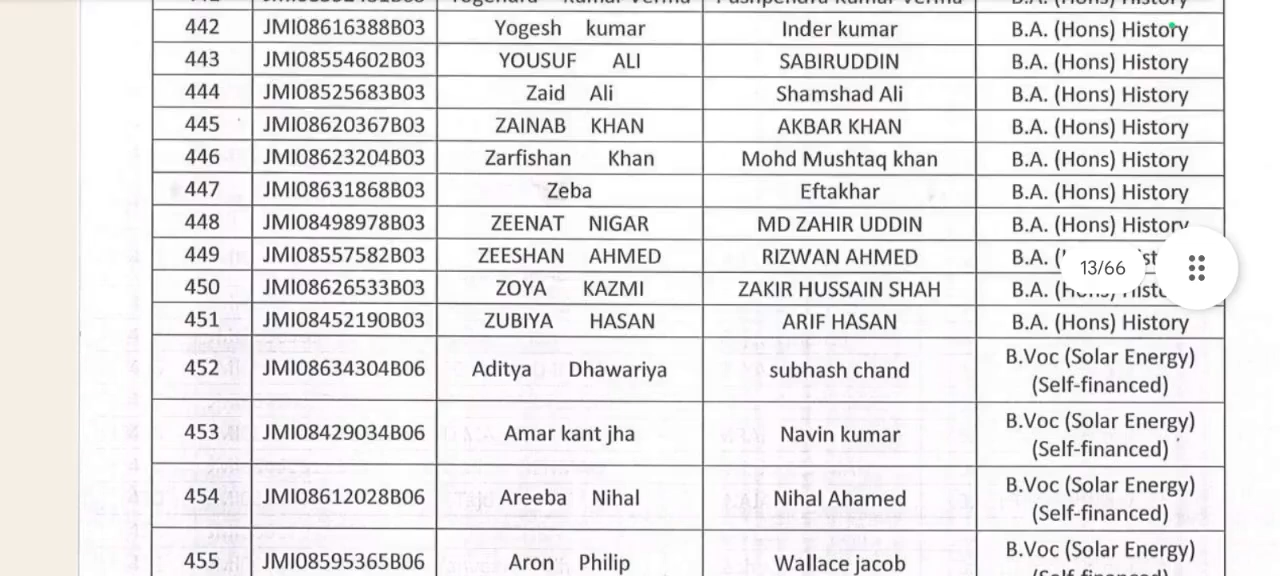 442 JMI08616388B03 Yogesh kumar Inder kumar B.A. (Hons) History
443 JMI08554602B03 YOUSUF ALI SABIRUDDIN B.A. (Hons) History
444 JMI08525683B03 Zaid Ali Shamshad Ali B.A. (Hons) History
445 JMI08620367B03 ZAINAB KHAN AKBAR KHAN B.A. (Hons) History
446 JMI08623204B03 Zarfishan Khan Mohd Mushtaq khan B.A. (Hons) History
447 JMI08631868B03 Zeba Eftakhar B.A. (Hons) History
448 JMI08498978B03 ZEENAT NIGAR MD ZAHIR UDDIN B.A. (Hons) History
449 JMI08557582B03 ZEESHAN AHMED RIZWAN AHMED B.A.
13/66
450 JMI08626533B03 ZOYA KAZMI ZAKIR HUSSAIN SHAH B.A.
451 JMI08452190B03 ZUBIYA HASAN ARIF HASAN B.A. (Hons) History
452 JMI08634304B06 Aditya Dhawariya subhash chand B.Voc (Solar Energy)
(Self-financed)
453 JMI08429034B06 Amar kant jha Navin kumar B.Voc (Solar Energy)
(Self-financed)
454 JMI08612028B06 Areeba Nihal Nihal Ahamed B.Voc (Solar Energy)
(Self-financed)
455 JMI08595365B06 Aron Philip Wallace jacob B.Voc (Solar Energy)